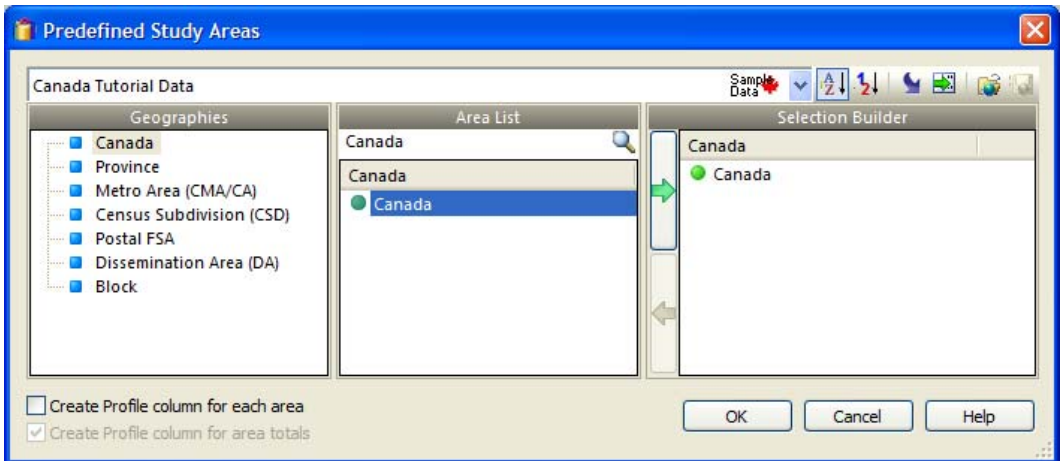 Predefined Study Areas
Canada Tutorial Data
Sample Data
A Z
1 2
Geographies
Canada
Province
Metro Area (CMA/CA)
Census Subdivision (CSD)
Postal FSA
Dissemination Area (DA)
Block
Area List
Canada
Canada
Canada
Selection Builder
Canada
Canada
Create Profile column for each area
Create Profile column for area totals
OK
Cancel
Help